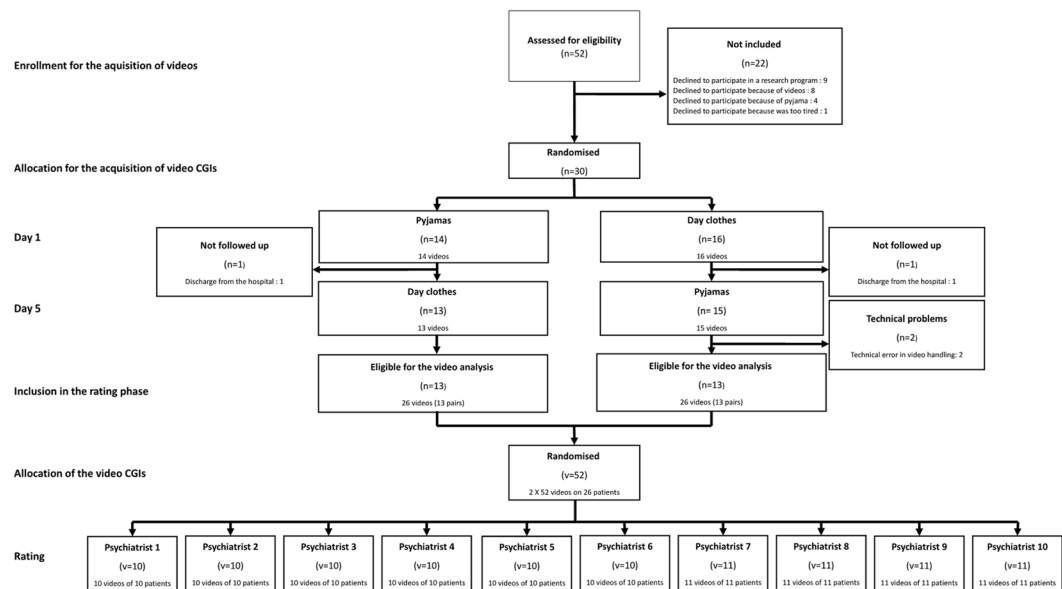 Enrollment for the aquisition of videos
Assessed for eligibility
(n=52)
Not included
(n=22)
Declined to participate in a research program : 9
Declined to participate because of videos : 8
Declined to participate because of pyjama : 4
Declined to participate because was too tired : 1
Allocation for the acquisition of video CGIs
Randomised
(n=30)
Day 1
Pyjamas
(n=14)
14 videos
Day clothes
(n=16)
16 videos
Not followed up
(n=1)
Discharge from the hospital : 1
Not followed up
(n=1)
Discharge from the hospital : 1
Day 5
Day clothes
(n=13)
13 videos
Pyjamas
(n= 15)
15 videos
Technical problems
(n=2)
Technical error in video handling: 2
Inclusion in the rating phase
Eligible for the video analysis
(n=13)
26 videos (13 pairs)
Eligible for the video analysis
(n=13)
26 videos (13 pairs)
Allocation of the video CGIs
Randomised
(v=52)
2 X 52 videos on 26 patients
Rating
Psychiatrist 1
(v=10)
10 videos of 10 patients
Psychiatrist 2
(v=10)
10 videos of 10 patients
Psychiatrist 3
(v=10)
10 videos of 10 patients
Psychiatrist 4
(v=10)
10 videos of 10 patients
Psychiatrist 5
(v=10)
10 videos of 10 patients
Psychiatrist 6
(v=10)
10 videos of 10 patients
Psychiatrist 7
(v=11)
11 videos of 11 patients
Psychiatrist 8
(v=11)
11 videos of 11 patients
Psychiatrist 9
(v=11)
11 videos of 11 patients
Psychiatrist 10
(v=11)
11 videos of 11 patients